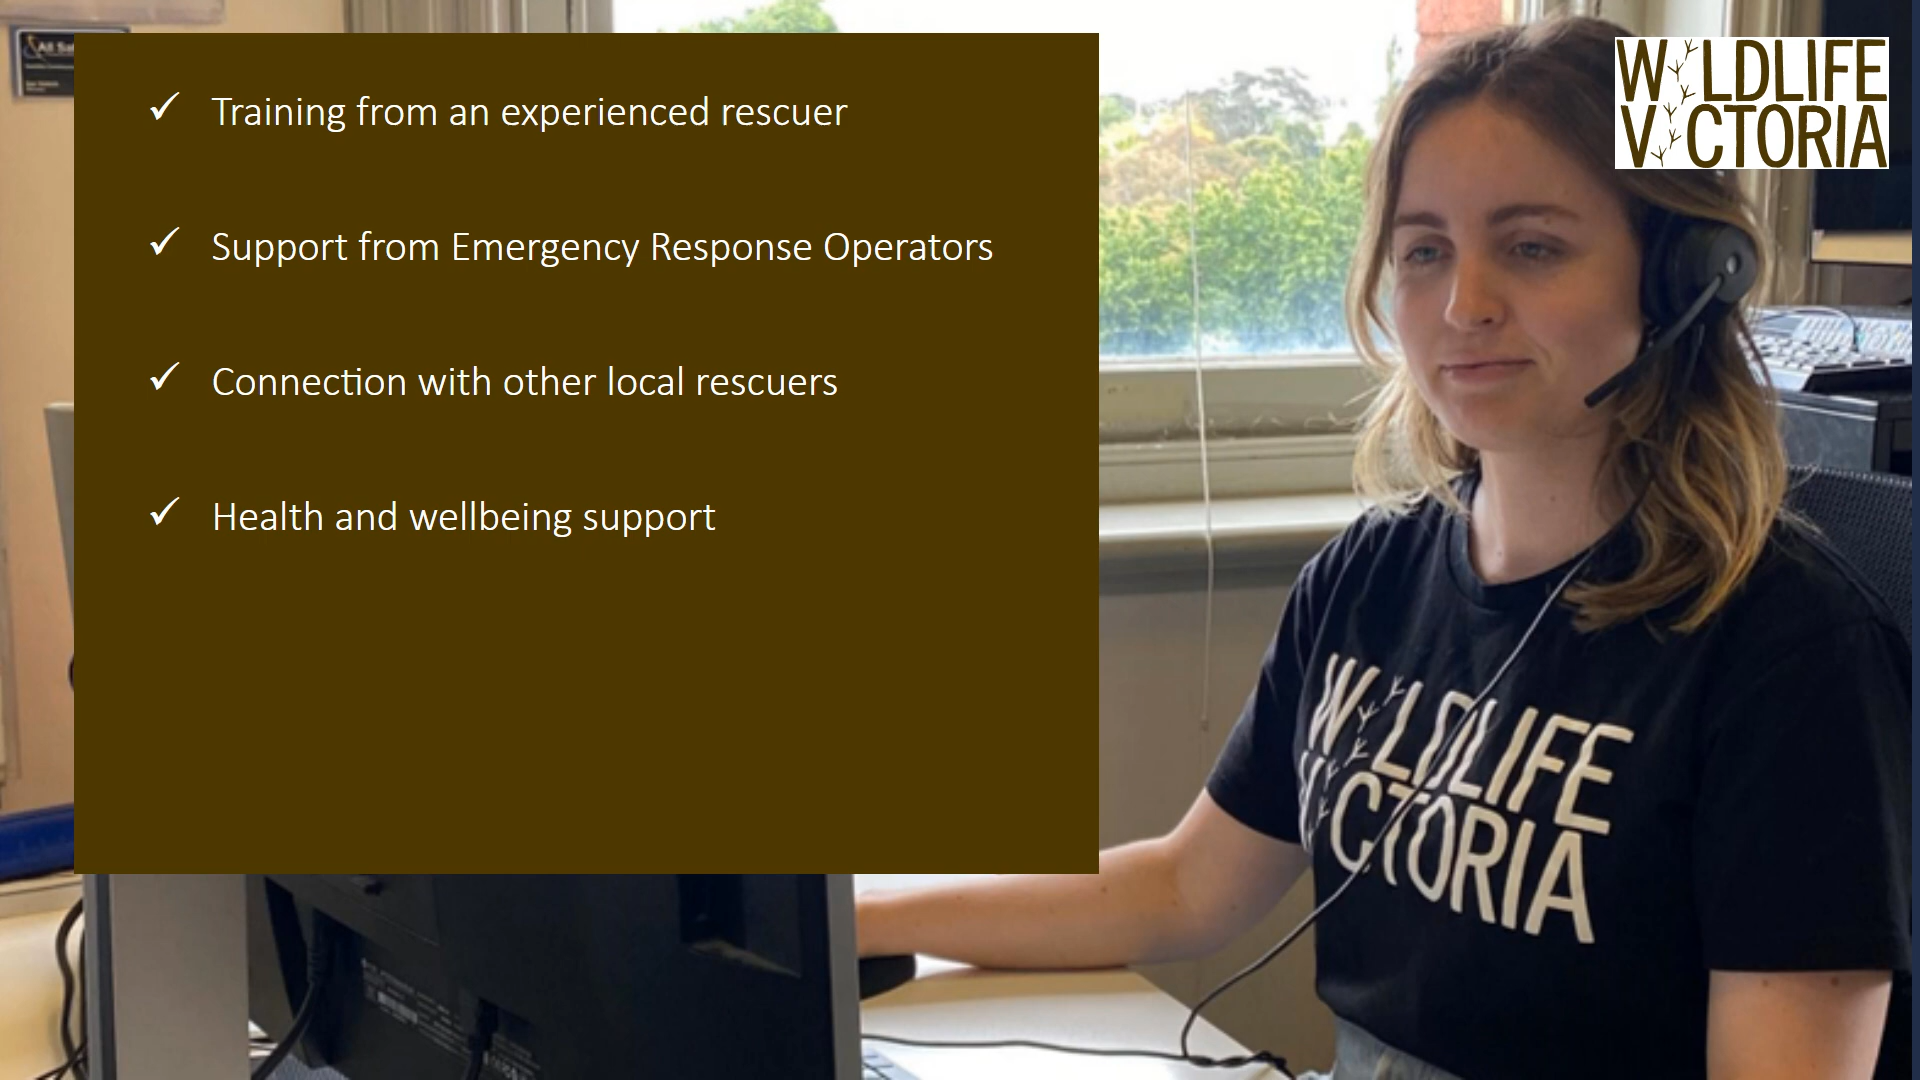 ✓ Training from an experienced rescuer
✓ Support from Emergency Response Operators
✓ Connection with other local rescuers
✓ Health and wellbeing support
WILDLIFE
VICTORIA
WILDLIFE
VICTORIA